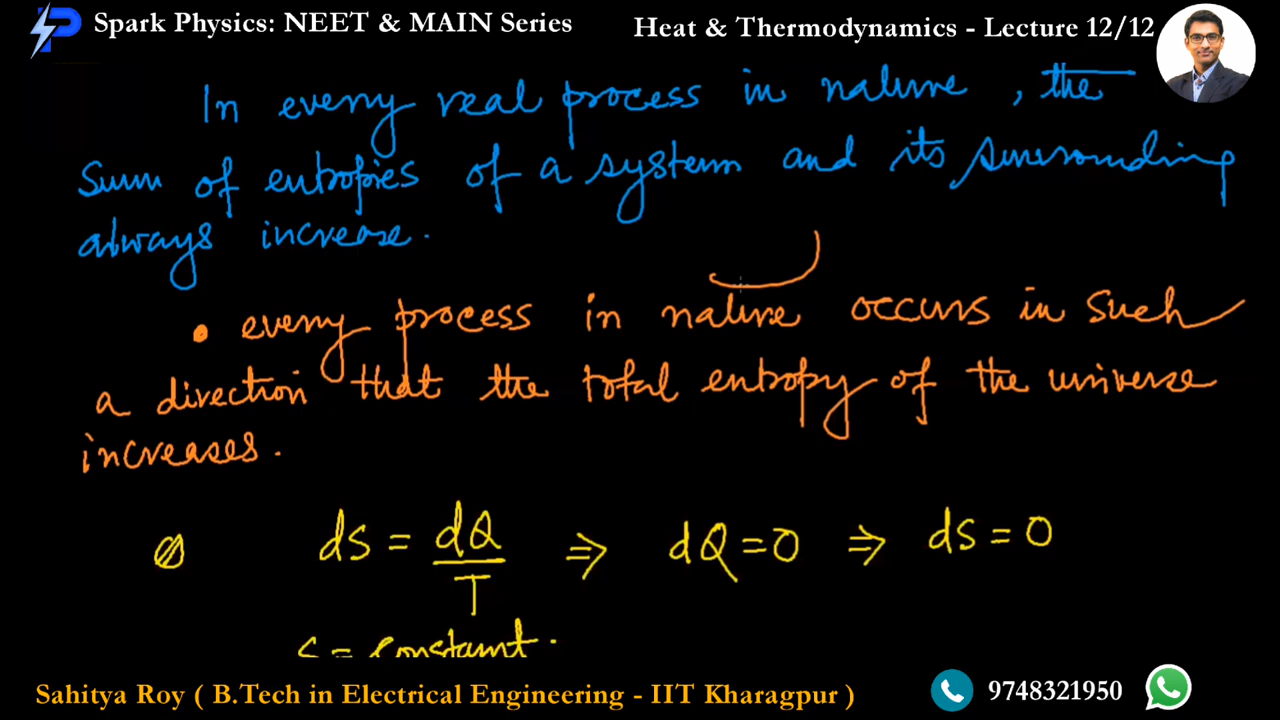 Spark Physics: NEET & MAIN Series
Heat & Thermodynamics - Lecture 12/12
In every real process in nature, the
sum of entropies of a system and its surrounding
always increase.
• every process in nature occurs in such
a direction that the total entropy of the universe
increases.
dS = dQ/T ⇒ dQ = 0 ⇒ dS = 0
S = constant.
Sahitya Roy ( B.Tech in Electrical Engineering - IIT Kharagpur )
9748321950